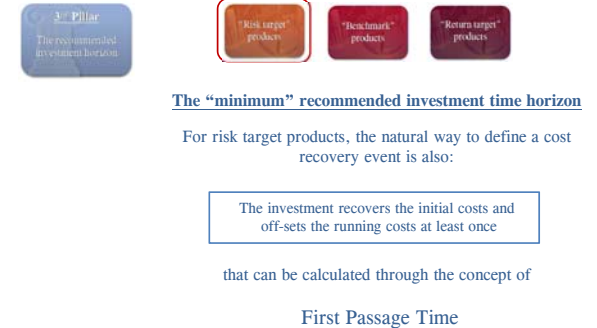 3rd Pillar
The recommended
investment horizon
"Risk target"
products
"Benchmark"
products
"Return target"
products
The “minimum” recommended investment time horizon
For risk target products, the natural way to define a cost
recovery event is also:
The investment recovers the initial costs and
off-sets the running costs at least once
that can be calculated through the concept of
First Passage Time